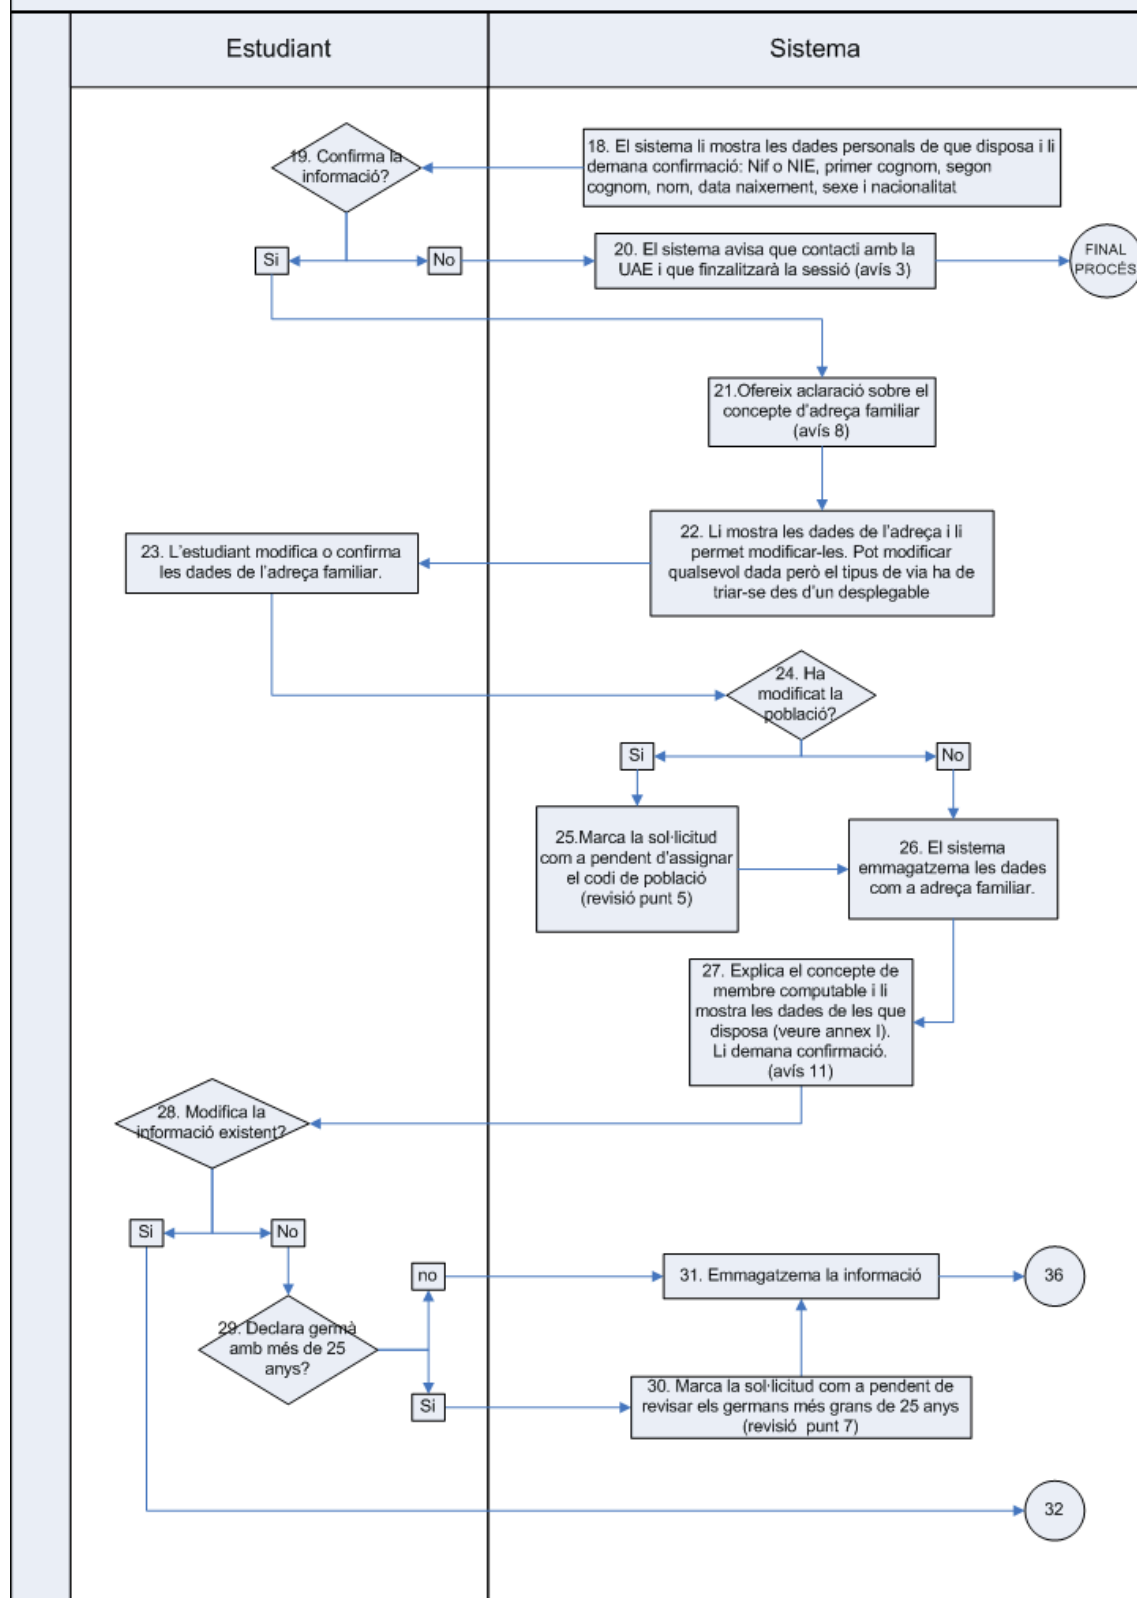 Estudiant
Sistema
19. Confirma la
informació?
18. El sistema li mostra les dades personals de que disposa i li
demana confirmació: Nif o NIE, primer cognom, segon
cognom, nom, data naixement, sexe i nacionalitat
Si
No
20. El sistema avisa que contacti amb la
UAE i que finzalitzarà la sessió (avís 3)
FINAL
PROCÉS
21.Ofereix aclaració sobre el
concepte d'adreça familiar
(avís 8)
22. Li mostra les dades de l'adreça i li
permet modificar-les. Pot modificar
qualsevol dada però el tipus de via ha de
triar-se des d'un desplegable
23. L'estudiant modifica o confirma
les dades de l'adreça familiar.
24. Ha
modificat la
població?
Si
No
25.Marca la sol·licitud
com a pendent d'assignar
el codi de població
(revisió punt 5)
26. El sistema
emmagatzema les dades
com a adreça familiar.
27. Explica el concepte de
membre computable i li
mostra les dades de les que
disposa (veure annex I).
Li demana confirmació.
(avís 11)
28. Modifica la
informació existent?
Si
No
no
31. Emmagatzema la informació
36
29. Declara germà
amb més de 25
anys?
Si
30. Marca la sol·licitud com a pendent de
revisar els germans més grans de 25 anys
(revisió punt 7)
32